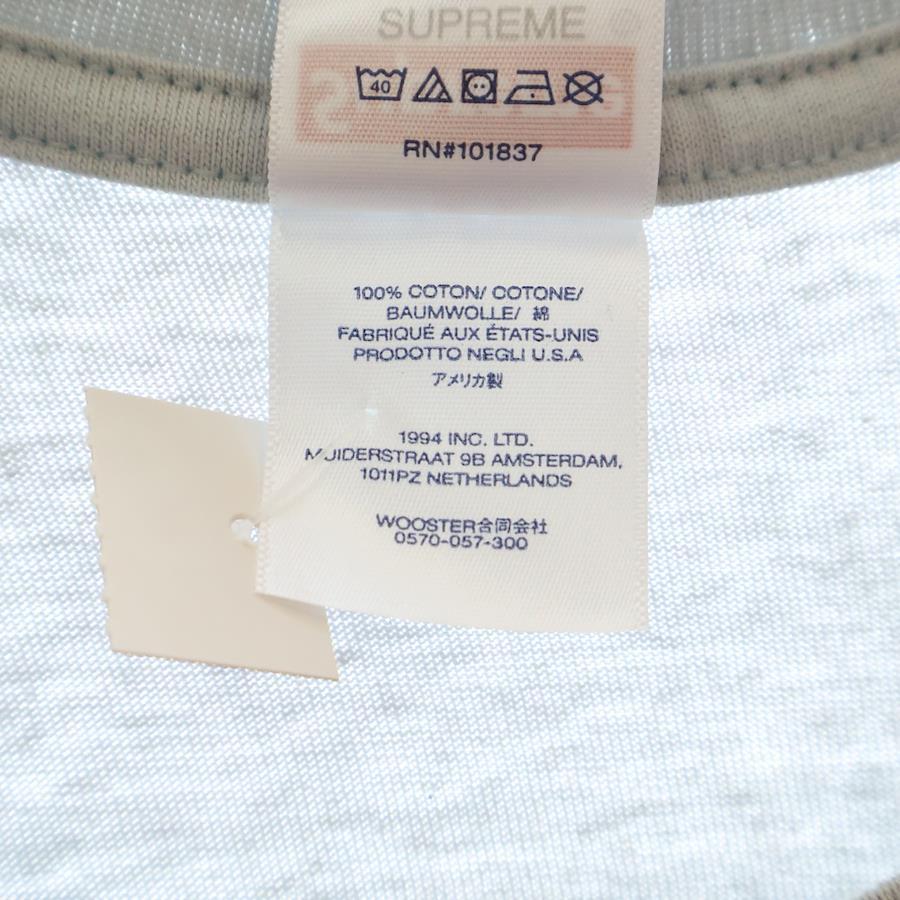 SUPREME
40
RN#101837
100% COTON/ COTONE/
BAUMWOLLE/ 綿
FABRIQUÉ AUX ÉTATS-UNIS
PRODOTTO NEGLI U.S.A
アメリカ製
1994 INC. LTD.
MUIDERSTRAAT 9B AMSTERDAM,
1011PZ NETHERLANDS
WOOSTER合同会社
0570-057-300